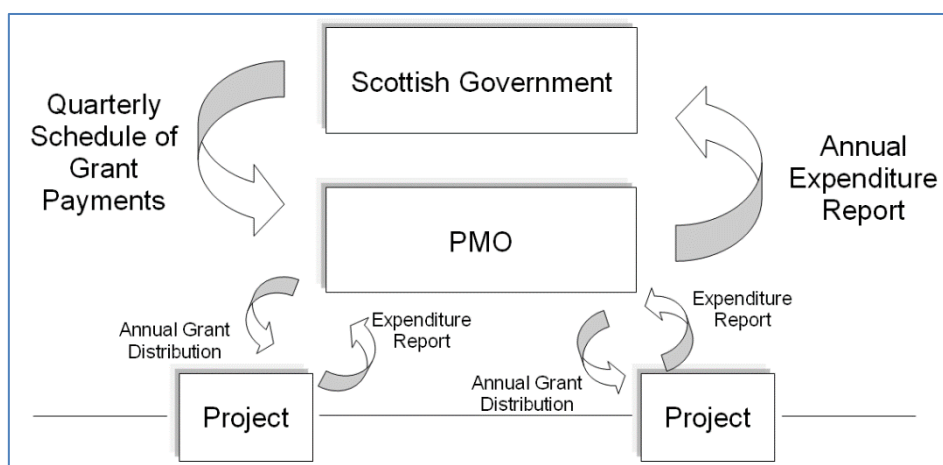 Scottish Government
Quarterly
Schedule of
Grant
Payments
Annual
Expenditure
Report
PMO
Annual Grant
Distribution
Expenditure
Report
Expenditure
Report
Annual Grant
Distribution
Project
Project